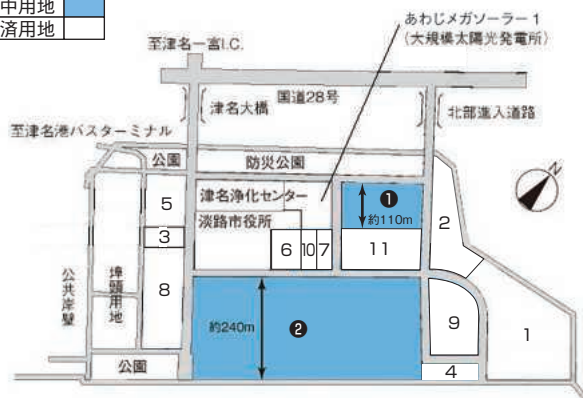 中用地
済用地
至津名一宮I.C.
あわじメガソーラー1
(大規模太陽光発電所)
国道28号
津名大橋
北部進入道路
至津名港バスターミナル
公園
防災公園
N
津名浄化センター
淡路市役所
❶
約110m
5
3
8
6
10
7
11
2
公共岸壁
埠頭用地
約240m
❷
9
1
公園
4